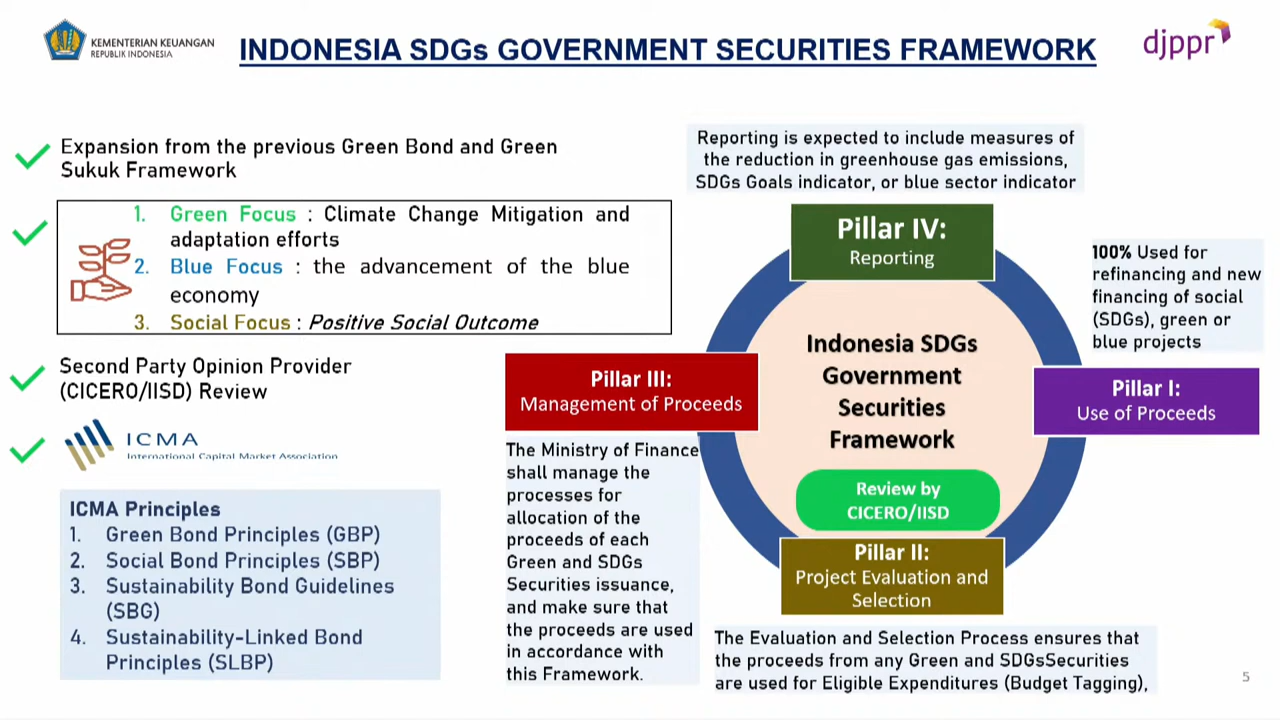 KEMENTERIAN KEUANGAN
REPUBLIK INDONESIA
INDONESIA SDGs GOVERNMENT SECURITIES FRAMEWORK
djppr
Expansion from the previous Green Bond and Green
Sukuk Framework
1. Green Focus : Climate Change Mitigation and
adaptation efforts
2. Blue Focus : the advancement of the blue
economy
3. Social Focus : Positive Social Outcome
Second Party Opinion Provider
(CICERO/IISD) Review
ICMA
International Capital Market Association
ICMA Principles
1. Green Bond Principles (GBP)
2. Social Bond Principles (SBP)
3. Sustainability Bond Guidelines
(SBG)
4. Sustainability-Linked Bond
Principles (SLBP)
Reporting is expected to include measures of
the reduction in greenhouse gas emissions,
SDGs Goals indicator, or blue sector indicator
Pillar IV:
Reporting
100% Used for
refinancing and new
financing of social
(SDGs), green or
blue projects
Pillar I:
Use of Proceeds
Indonesia SDGs
Government
Securities
Framework
Review by
CICERO/IISD
Pillar III:
Management of Proceeds
The Ministry of Finance
shall manage the
processes for
allocation of the
proceeds of each
Green and SDGs
Securities issuance,
and make sure that
the proceeds are used
in accordance with
this Framework.
Pillar II:
Project Evaluation and
Selection
The Evaluation and Selection Process ensures that
the proceeds from any Green and SDGsSecurities
are used for Eligible Expenditures (Budget Tagging),
5